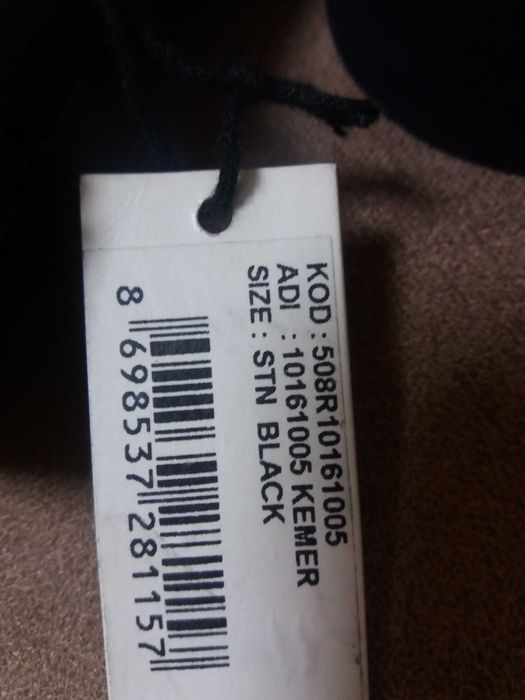 KOD : 508R10161005
ADI : 10161005 KEMER
SIZE : STN BLACK
8 698537 281157